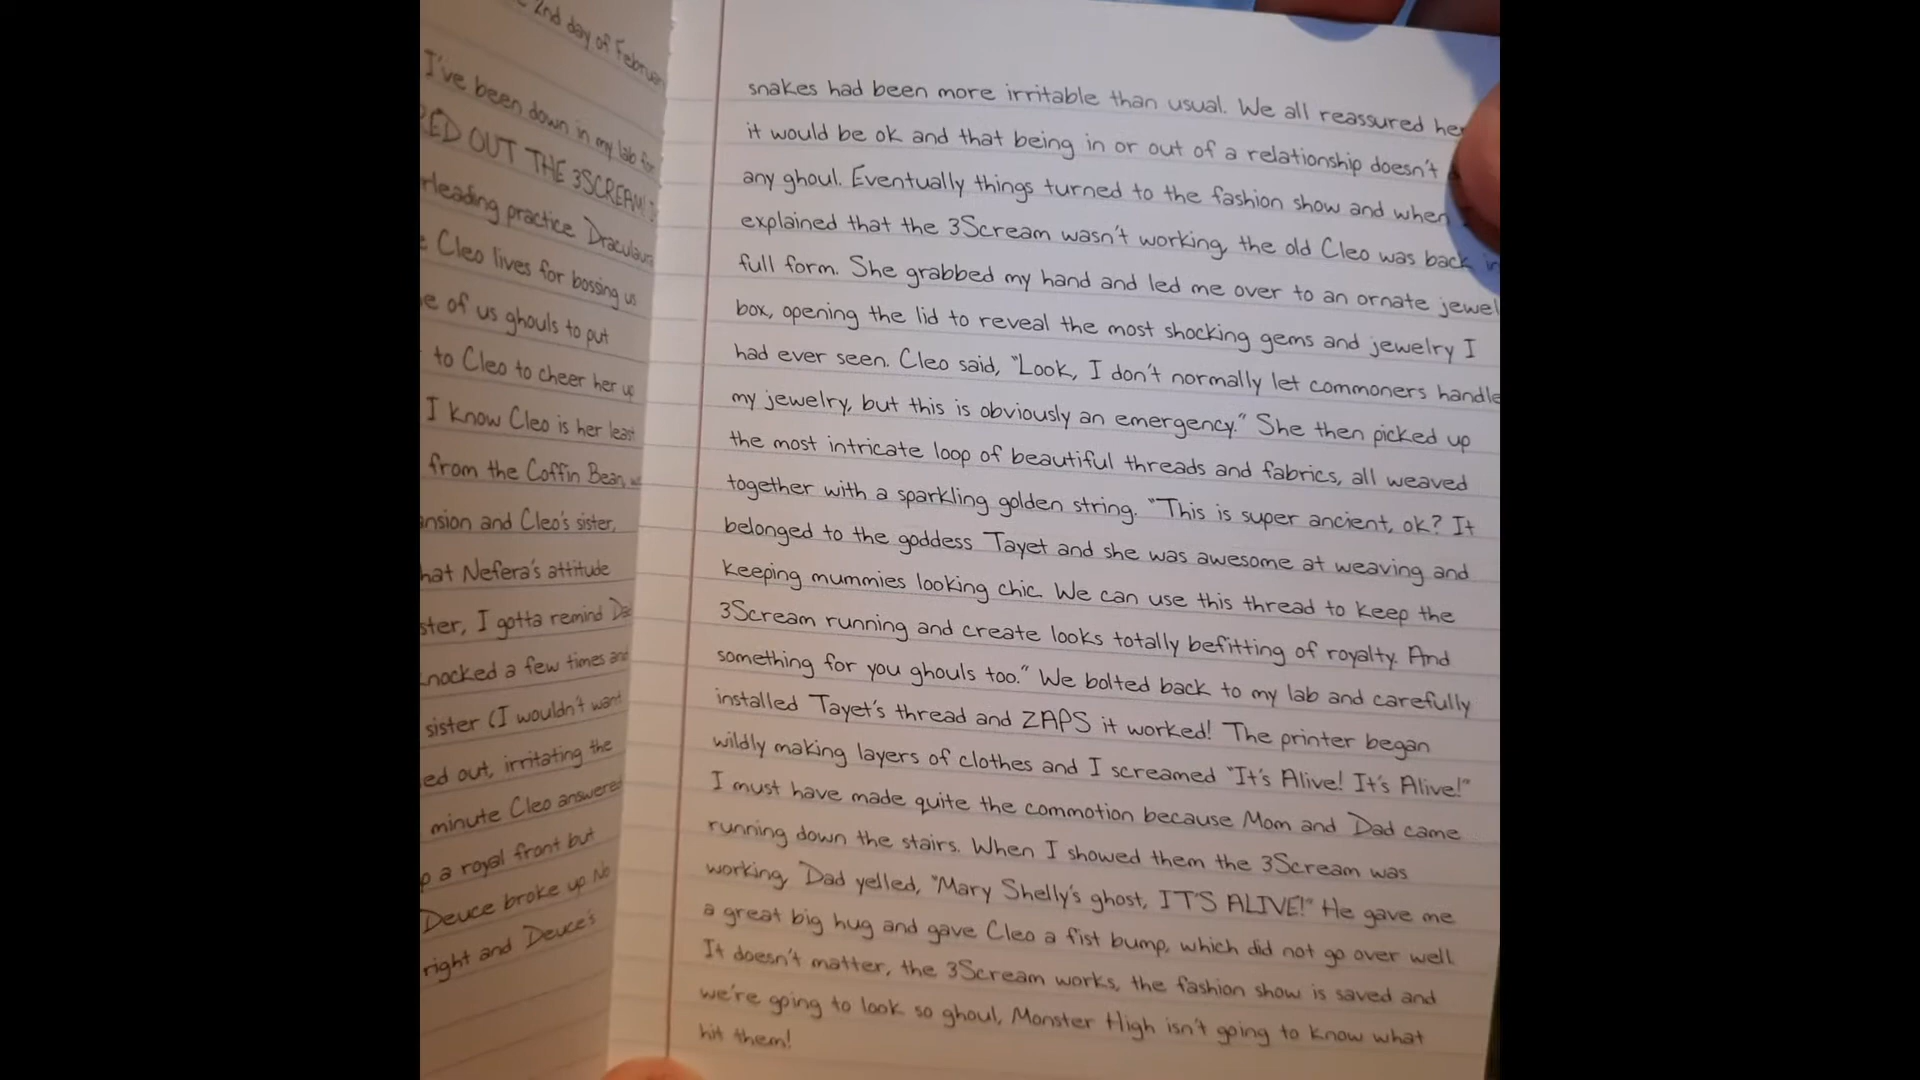 2nd day of
I've been down in my lab for
RED OUT THE 3SCREAM!
practice Draculaura
Cleo lives for bossing us
of us ghouls to put
to Cleo to cheer her up
I know Cleo is her least
from the Coffin Bean,
and Cleo's sister,
Nefera's attitude
I gotta remind
a few times and
sister (I wouldn't want
out, irritating the
minute Cleo answered
a royal front but
Deuce broke up. No
right and Deuce's
snakes had been more irritable than usual. We all reassured her
it would be ok and that being in or out of a relationship doesn't
any ghoul. Eventually things turned to the fashion show and when
explained that the 3Scream wasn't working, the old Cleo was back in
full form. She grabbed my hand and led me over to an ornate jewel
box, opening the lid to reveal the most shocking gems and jewelry I
had ever seen. Cleo said, "Look, I don't normally let commoners handle
my jewelry, but this is obviously an emergency." She then picked up
the most intricate loop of beautiful threads and fabrics, all weaved
together with a sparkling golden string. "This is super ancient, ok? It
belonged to the goddess Tayet and she was awesome at weaving and
keeping mummies looking chic. We can use this thread to keep the
3Scream running and create looks totally befitting of royalty. And
something for you ghouls too." We bolted back to my lab and carefully
installed Tayet's thread and ZAPS it worked! The printer began
wildly making layers of clothes and I screamed "It's Alive! It's Alive!"
I must have made quite the commotion because Mom and Dad came
running down the stairs. When I showed them the 3Scream was
working, Dad yelled, "Mary Shelly's ghost, IT'S ALIVE!" He gave me
a great big hug and gave Cleo a fist bump, which did not go over well.
It doesn't matter, the 3Scream works, the fashion show is saved and
we're going to look so ghoul, Monster High isn't going to know what
hit them!